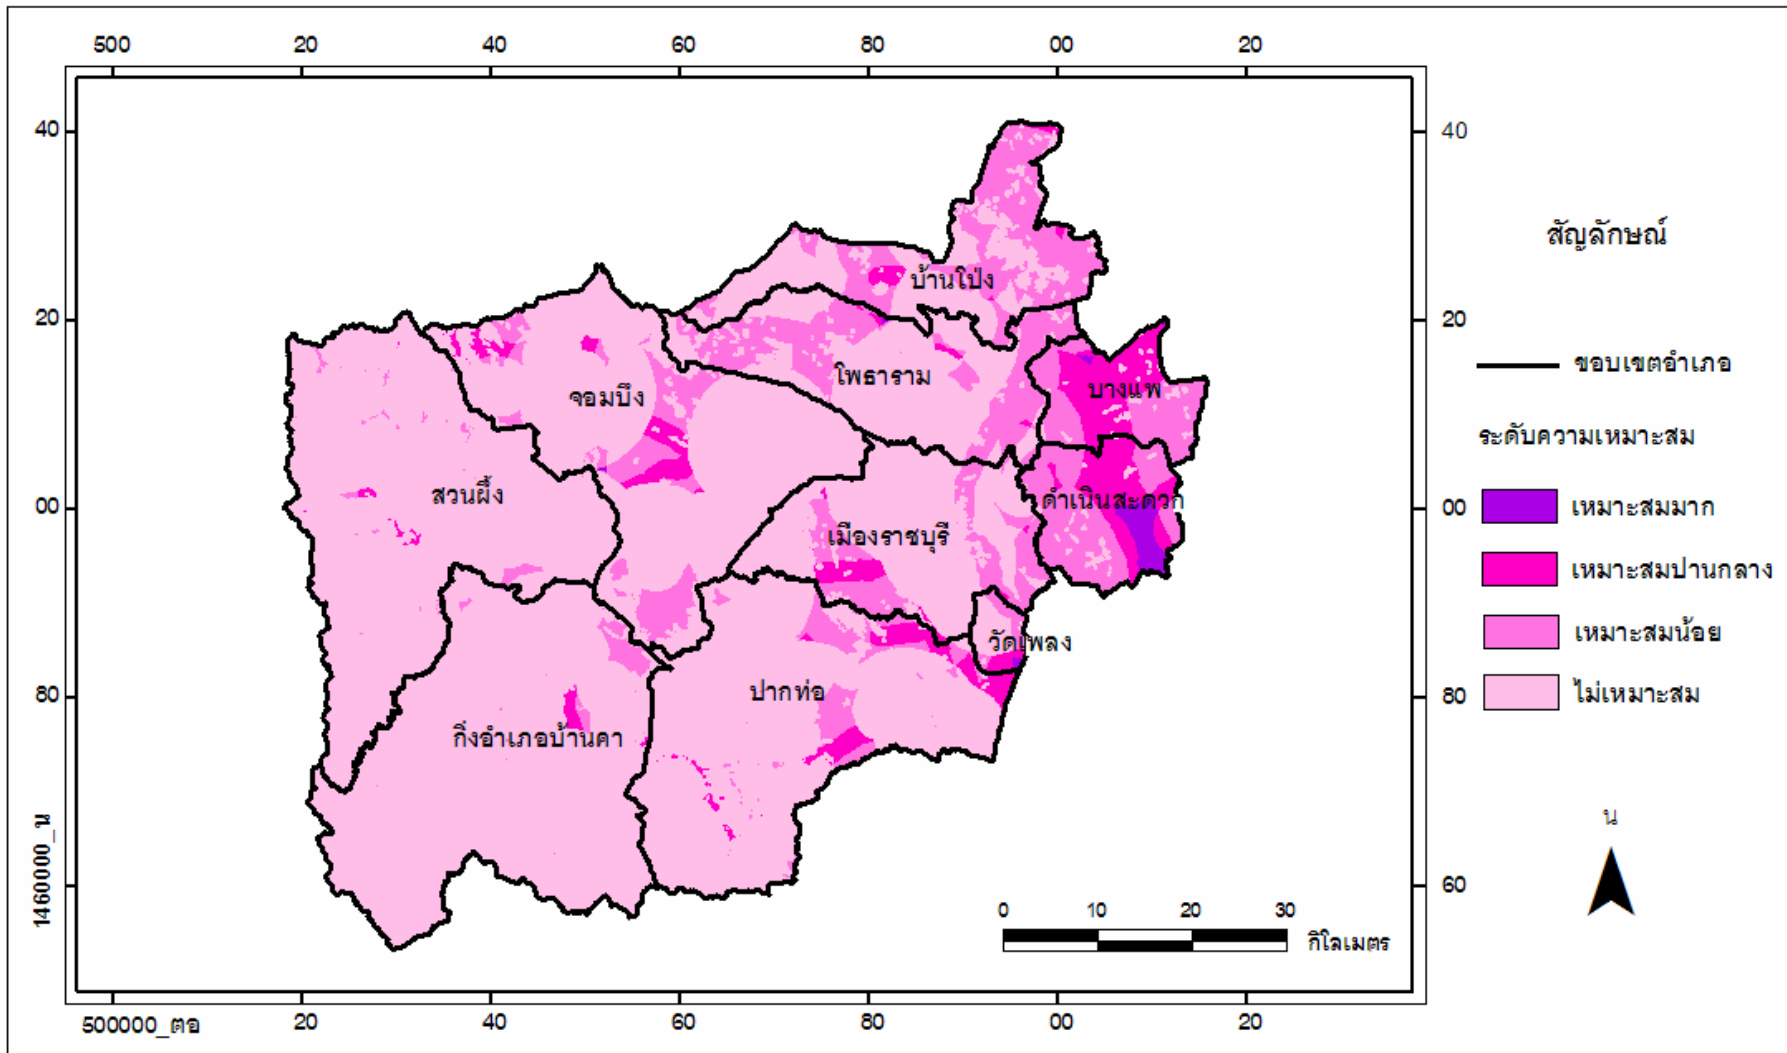 500 20 40 60 80 00 20
40
40
20
20
00
00
80
80
1460000_น
60
บ้านโป่ง
โพธาราม
บางแพ
จอมบึง
สวนผึ้ง
ดำเนินสะดวก
เมืองราชบุรี
วัดเพลง
ปากท่อ
กิ่งอำเภอบ้านคา
สัญลักษณ์
ขอบเขตอำเภอ
ระดับความเหมาะสม
เหมาะสมมาก
เหมาะสมปานกลาง
เหมาะสมน้อย
ไม่เหมาะสม
น
0 10 20 30
กิโลเมตร
500000_ตอ 20 40 60 80 00 20